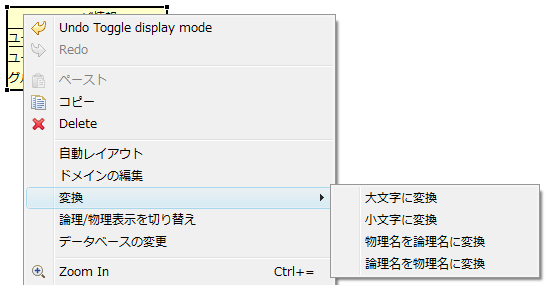 Undo Toggle display mode
Redo
ペースト
コピー
Delete
自動レイアウト
ドメインの編集
変換
論理/物理表示を切り替え
データベースの変更
Zoom In Ctrl+=
大文字に変換
小文字に変換
物理名を論理名に変換
論理名を物理名に変換